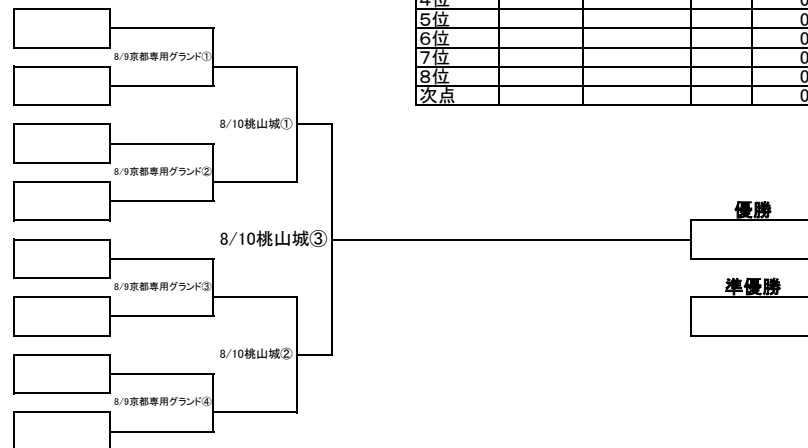 4位
5位 0
6位 0
7位 0
8位 0
次点 0
8/9京都専用グランド①
8/10桃山城①
8/9京都専用グランド②
優勝
8/10桃山城③
準優勝
8/9京都専用グランド③
8/10桃山城②
8/9京都専用グランド④